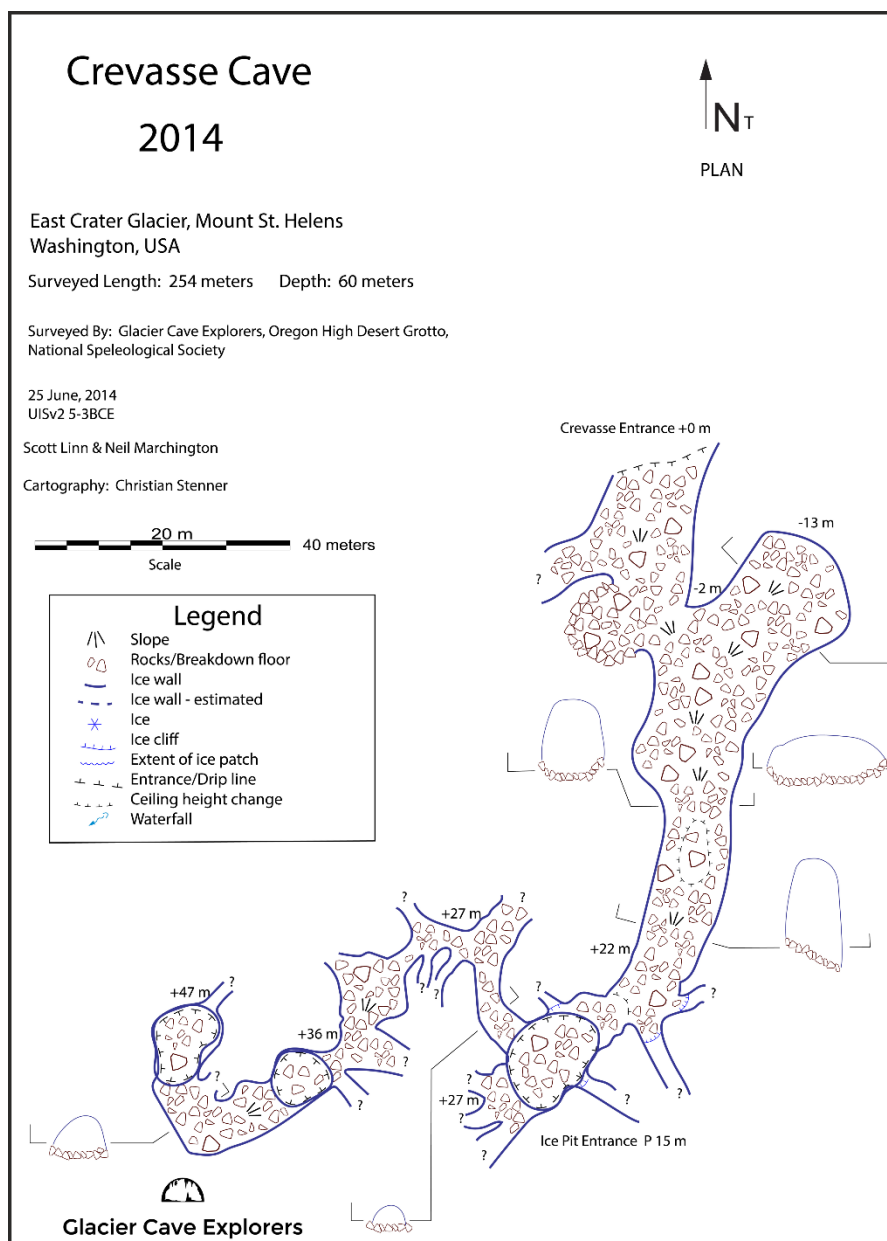 Crevasse Cave
2014
N T
PLAN
East Crater Glacier, Mount St. Helens
Washington, USA
Surveyed Length: 254 meters Depth: 60 meters
Surveyed By: Glacier Cave Explorers, Oregon High Desert Grotto,
National Speleological Society
25 June, 2014
UISv2 5-3BCE
Scott Linn & Neil Marchington
Cartography: Christian Stenner
20 m
40 meters
Scale
Legend
Slope
Rocks/Breakdown floor
Ice wall
Ice wall - estimated
Ice
Ice cliff
Extent of ice patch
Entrance/Drip line
Ceiling height change
Waterfall
Crevasse Entrance +0 m
-13 m
?
-2 m
?
+27 m
?
+22 m
?
?
?
?
+47 m
?
+36 m
?
?
?
+27 m
?
?
?
?
Ice Pit Entrance P 15 m
Glacier Cave Explorers